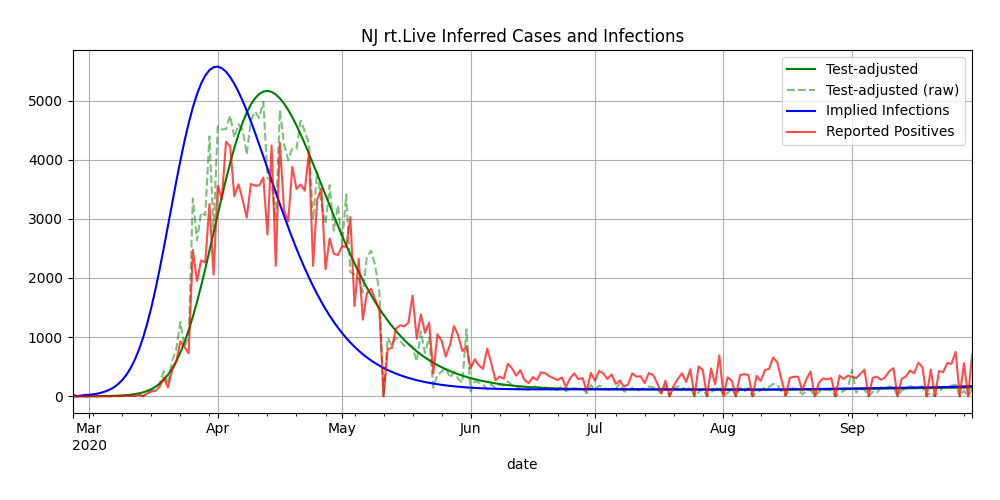 NJ rt.Live Inferred Cases and Infections
Test-adjusted
Test-adjusted (raw)
Implied Infections
Reported Positives
5000
4000
3000
2000
1000
0
Mar Apr May Jun Jul Aug Sep
2020
date